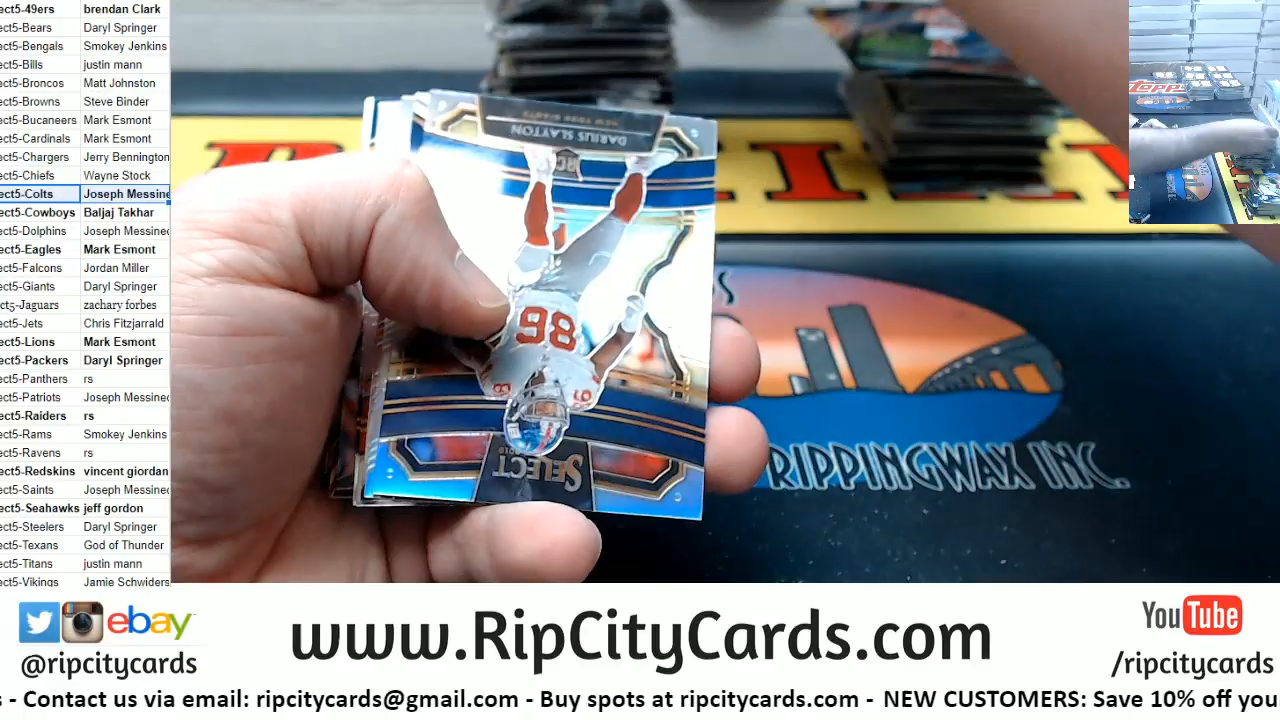 ect5-49ers brendan Clark
ect5-Bears Daryl Springer
ect5-Bengals Smokey Jenkins
ect5-Bills justin mann
ect5-Broncos Matt Johnston
ect5-Browns Steve Binder
ect5-Bucaneers Mark Esmont
ect5-Cardinals Mark Esmont
ect5-Chargers Jerry Bennington
ect5-Chiefs Wayne Stock
ect5-Colts Joseph Messine
ect5-Cowboys Baljaj Takhar
ect5-Dolphins Joseph Messinec
ect5-Eagles Mark Esmont
ect5-Falcons Jordan Miller
ect5-Giants Daryl Springer
ect5-Jaguars zachary forbes
ect5-Jets Chris Fitzjarrald
ect5-Lions Mark Esmont
ect5-Packers Daryl Springer
ect5-Panthers rs
ect5-Patriots Joseph Messinec
ect5-Raiders rs
ect5-Rams Smokey Jenkins
ect5-Ravens rs
ect5-Redskins vincent giordan
ect5-Saints Joseph Messinec
ect5-Seahawks jeff gordon
ect5-Steelers Daryl Springer
ect5-Texans God of Thunder
ect5-Titans justin mann
ect5-Vikings Jamie Schwiders
DARIUS SLAYTON
NEW YORK GIANTS
86
SELECT
RIPPINGWAX INC.
TOPPS
ebay
@ripcitycards
www.RipCityCards.com
YouTube
/ripcitycards
s - Contact us via email: ripcitycards@gmail.com - Buy spots at ripcitycards.com - NEW CUSTOMERS: Save 10% off you